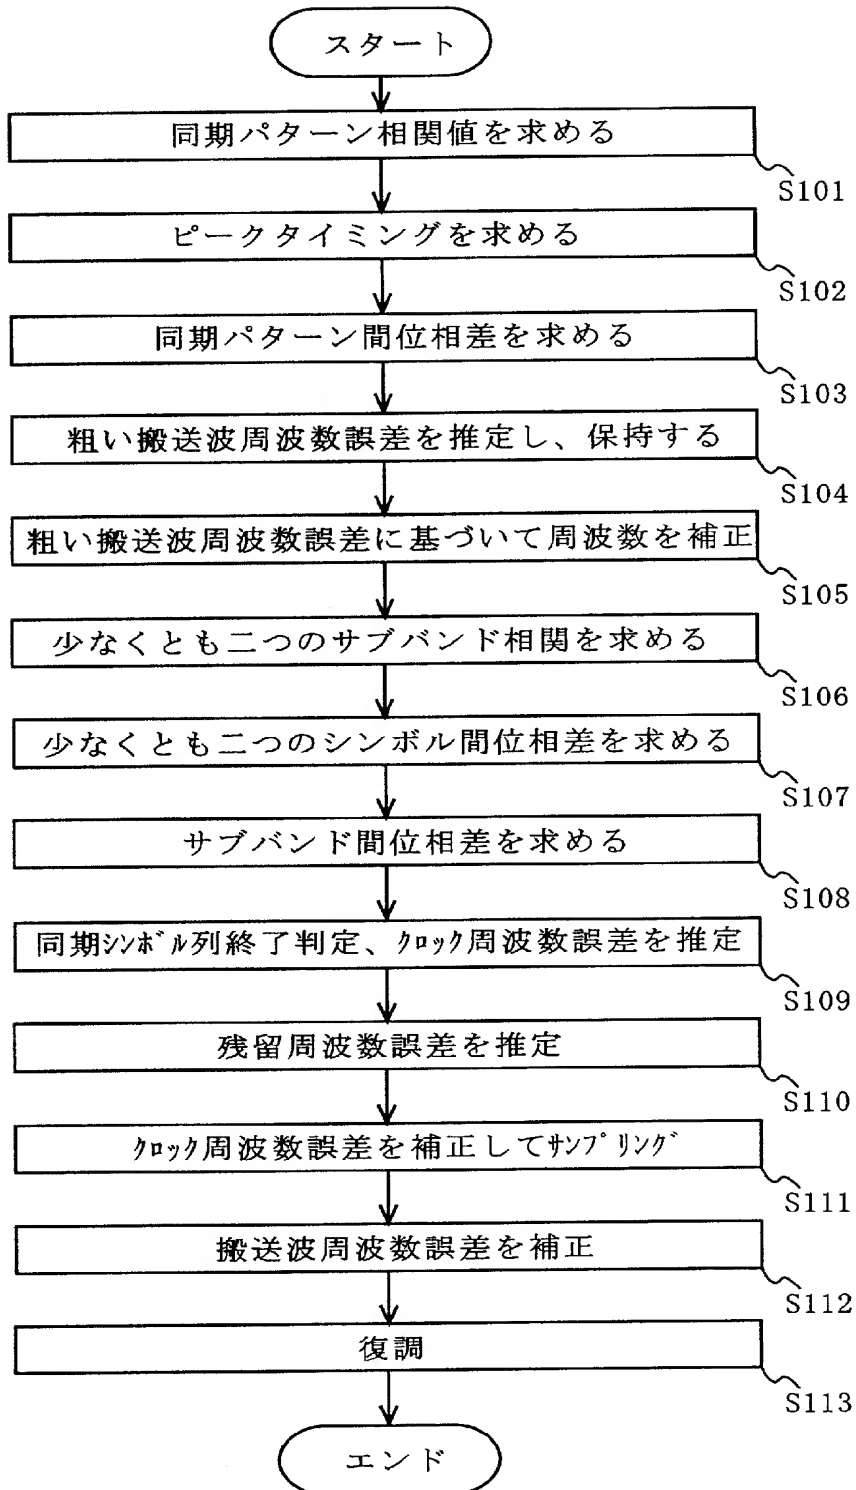 スタート
同期パターン相関値を求める
S101
ピークタイミングを求める
S102
同期パターン間位相差を求める
S103
粗い搬送波周波数誤差を推定し、保持する
S104
粗い搬送波周波数誤差に基づいて周波数を補正
S105
少なくとも二つのサブバンド相関を求める
S106
少なくとも二つのシンボル間位相差を求める
S107
サブバンド間位相差を求める
S108
同期ｼﾝﾎﾞﾙ列終了判定、ｸﾛｯｸ周波数誤差を推定
S109
残留周波数誤差を推定
S110
ｸﾛｯｸ周波数誤差を補正してｻﾝﾌﾟﾘﾝｸﾞ
S111
搬送波周波数誤差を補正
S112
復調
S113
エンド